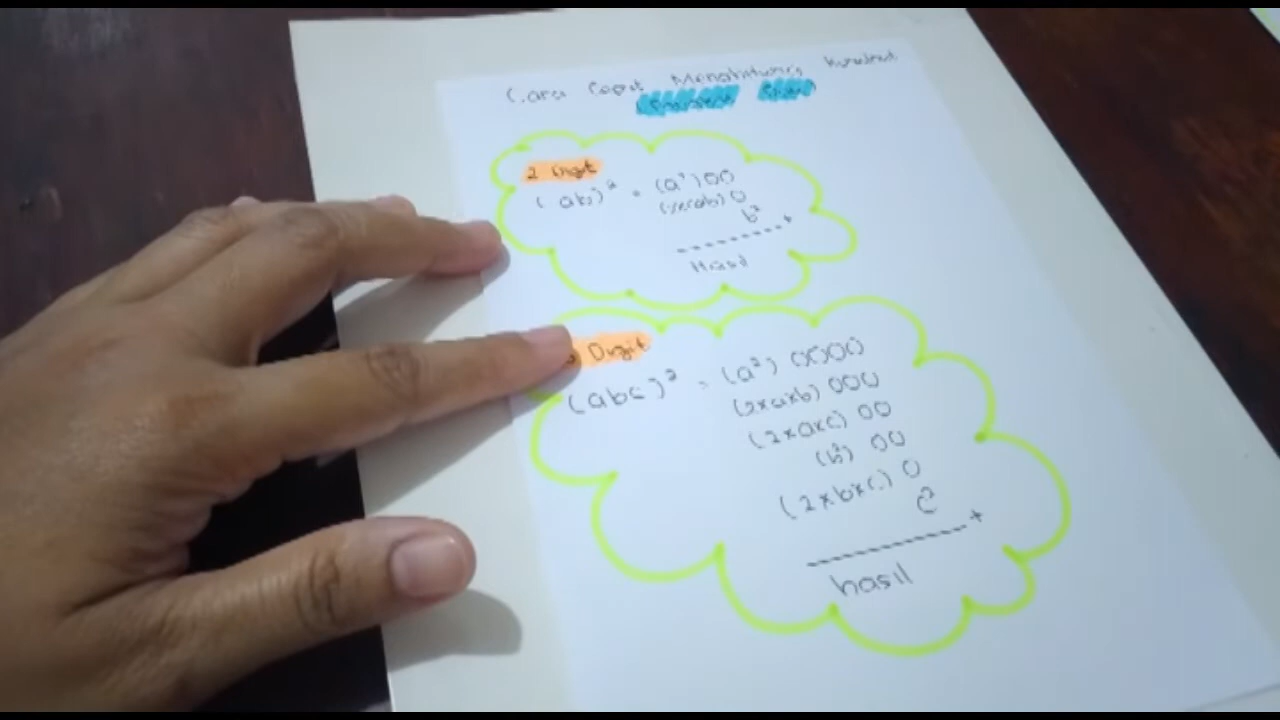 Cara Cepat Menghitung Kuadrat
2 Digit
(ab)² = (a²) 00
(2xaxb) 0
b²
+
Hasil
Digit
(abc)² = (a²) 0000
(2xaxb) 000
(2xaxc) 00
(b²) 00
(2xbxc) 0
c²
+
hasil